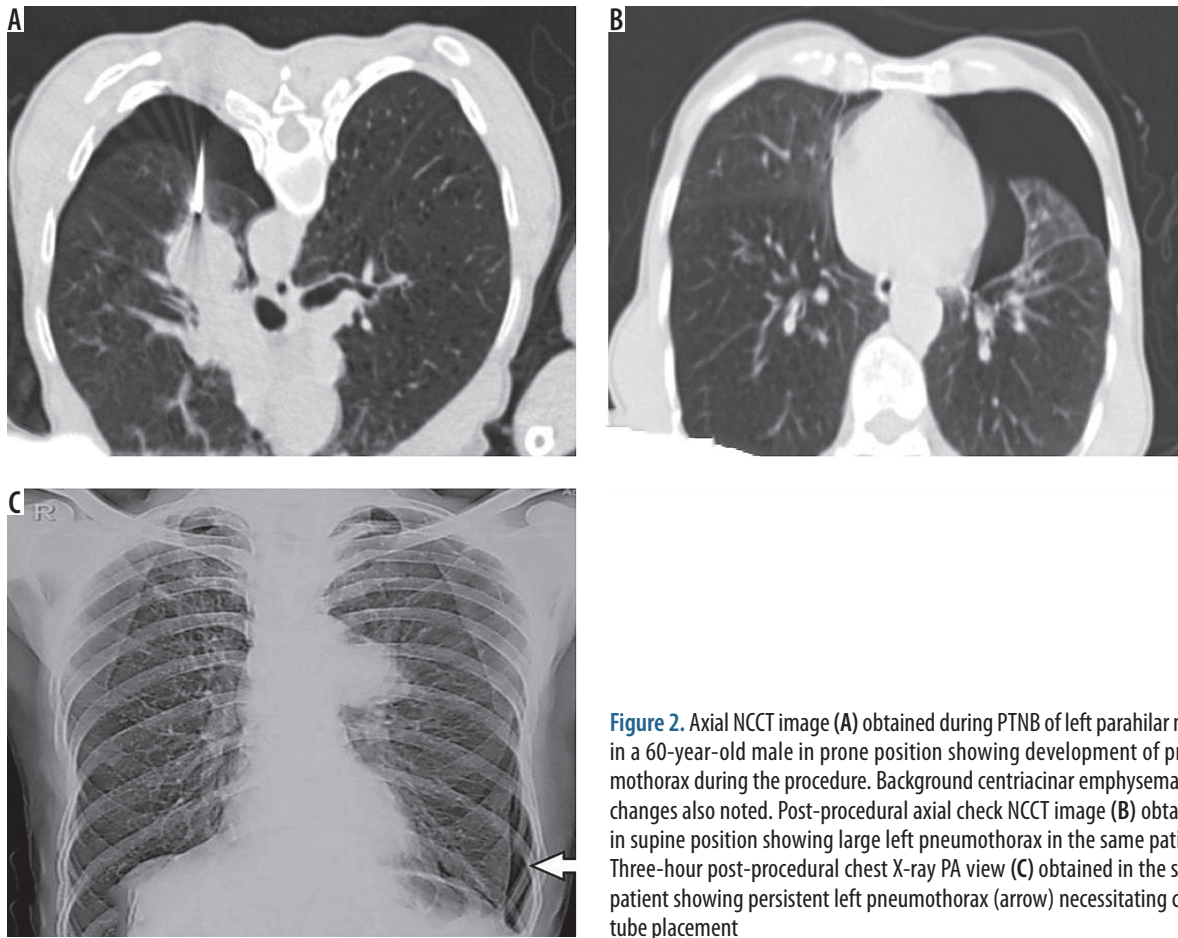 A
B
C
R
Figure 2. Axial NCCT image (A) obtained during PTNB of left parahilar
in a 60-year-old male in prone position showing development of
mothorax during the procedure. Background centriacinar emphysema
changes also noted. Post-procedural axial check NCCT image (B)
in supine position showing large left pneumothorax in the same
Three-hour post-procedural chest X-ray PA view (C) obtained in the
patient showing persistent left pneumothorax (arrow) necessitating
tube placement